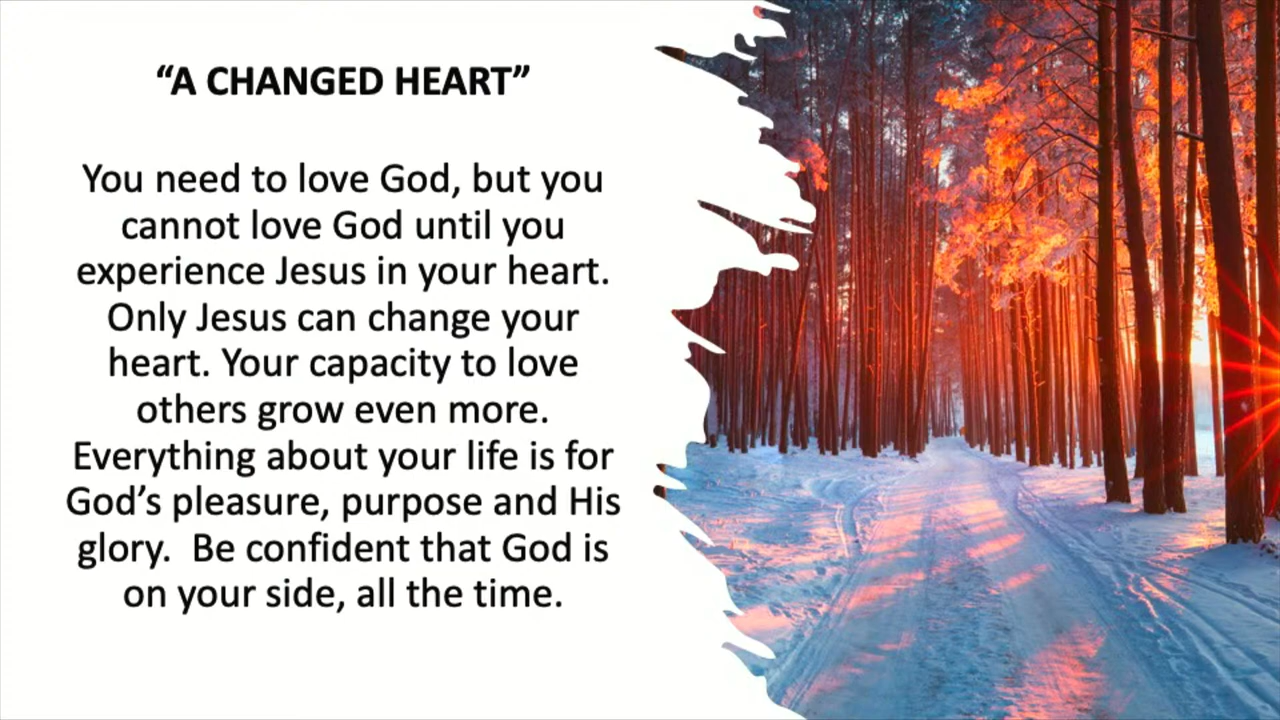 “A CHANGED HEART”
You need to love God, but you
cannot love God until you
experience Jesus in your heart.
Only Jesus can change your
heart. Your capacity to love
others grow even more.
Everything about your life is for
God’s pleasure, purpose and His
glory.  Be confident that God is
on your side, all the time.